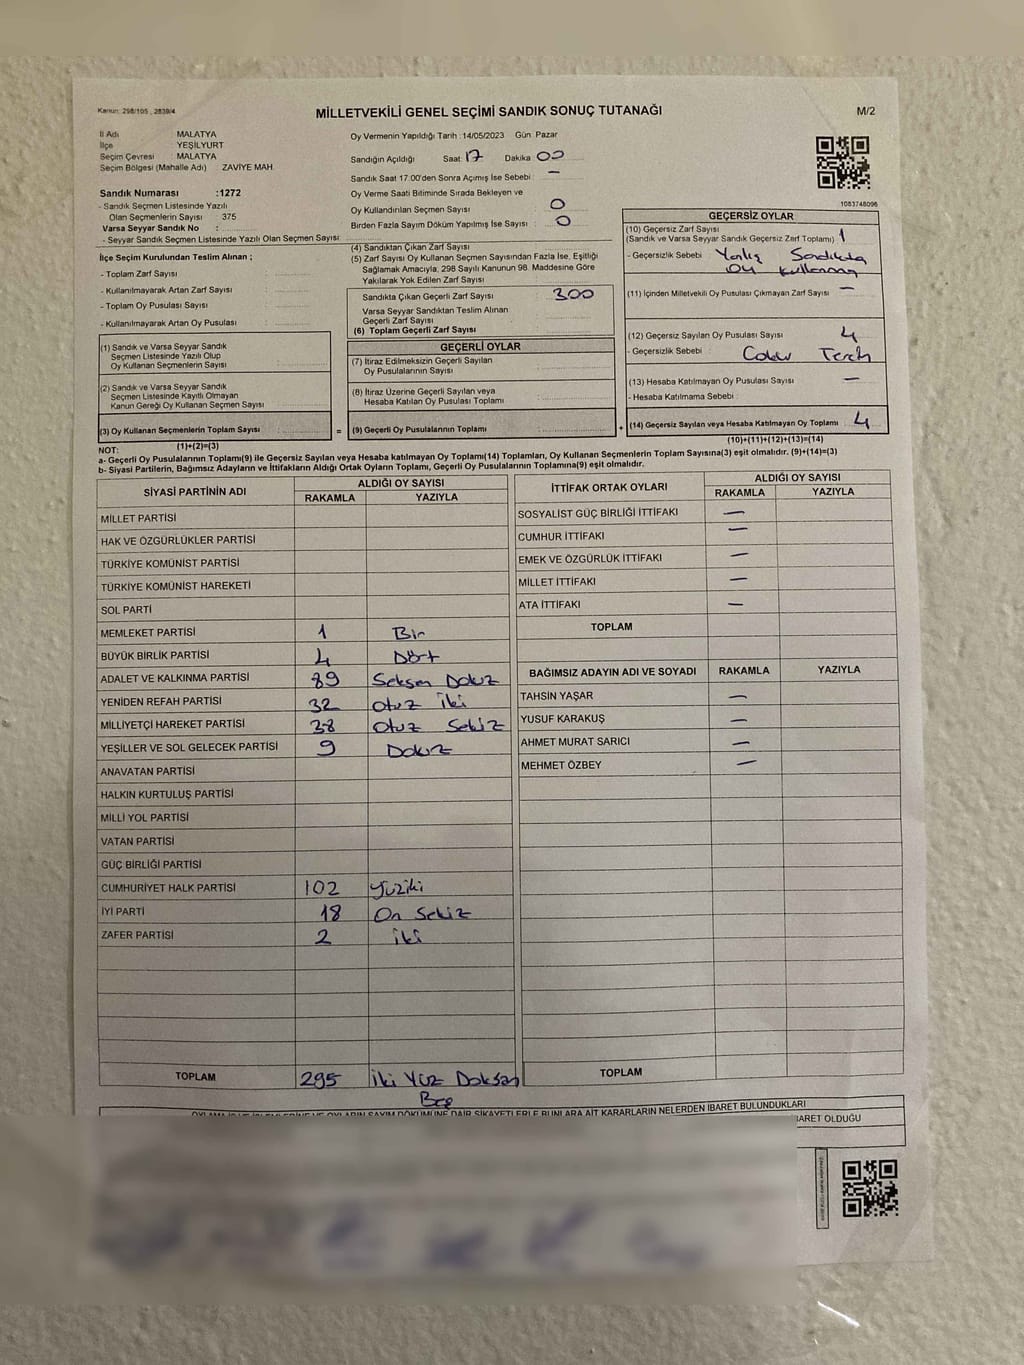 Kanun: 298/105 , 2839/4
MİLLETVEKİLİ GENEL SEÇİMİ SANDIK SONUÇ TUTANAĞI
M/2
İl Adı MALATYA
İlçe YEŞİLYURT
Seçim Çevresi MALATYA
Seçim Bölgesi (Mahalle Adı) ZAVİYE MAH.
Sandık Numarası :1272
- Sandık Seçmen Listesinde Yazılı
Olan Seçmenlerin Sayısı : 375
Varsa Seyyar Sandık No :
- Seyyar Sandık Seçmen Listesinde Yazılı Olan Seçmen Sayısı:
İlçe Seçim Kurulundan Teslim Alınan ;
- Toplam Zarf Sayısı :
- Kullanılmayarak Artan Zarf Sayısı :
- Toplam Oy Pusulası Sayısı :
- Kullanılmayarak Artan Oy Pusulası :
(1) Sandık ve Varsa Seyyar Sandık
Seçmen Listesinde Yazılı Olup
Oy Kullanan Seçmenlerin Sayısı :
(2) Sandık ve Varsa Seyyar Sandık
Seçmen Listesinde Kayıtlı Olmayan
Kanun Gereği Oy Kullanan Seçmen Sayısı :
(3) Oy Kullanan Seçmenlerin Toplam Sayısı :
(1)+(2)=(3)
Oy Vermenin Yapıldığı Tarih : 14/05/2023 Gün Pazar
Sandığın Açıldığı Saat 17 Dakika 00
Sandık Saat 17.00'den Sonra Açılmış İse Sebebi : —
Oy Verme Saati Bitiminde Sırada Bekleyen ve
Oy Kullandırılan Seçmen Sayısı : 0
Birden Fazla Sayım Döküm Yapılmış İse Sayısı : 0
(4) Sandıktan Çıkan Zarf Sayısı
(5) Zarf Sayısı Oy Kullanan Seçmen Sayısından Fazla İse, Eşitliği
Sağlamak Amacıyla, 298 Sayılı Kanunun 98. Maddesine Göre
Yakılarak Yok Edilen Zarf Sayısı
Sandıkta Çıkan Geçerli Zarf Sayısı : 300
Varsa Seyyar Sandıktan Teslim Alınan
Geçerli Zarf Sayısı :
(6) Toplam Geçerli Zarf Sayısı :
GEÇERLİ OYLAR
(7) İtiraz Edilmeksizin Geçerli Sayılan
Oy Pusulalarının Sayısı :
(8) İtiraz Üzerine Geçerli Sayılan veya
Hesaba Katılan Oy Pusulası Toplamı :
= (9) Geçerli Oy Pusulalarının Toplamı :
1083748096
GEÇERSİZ OYLAR
(10) Geçersiz Zarf Sayısı
(Sandık ve Varsa Seyyar Sandık Geçersiz Zarf Toplamı) : 1
- Geçersizlik Sebebi : Yanlış Sandıkta
oy kullanma
(11) İçinden Milletvekili Oy Pusulası Çıkmayan Zarf Sayısı : —
(12) Geçersiz Sayılan Oy Pusulası Sayısı : 4
- Geçersizlik Sebebi : Çoklu Tercih
(13) Hesaba Katılmayan Oy Pusulası Sayısı : —
- Hesaba Katılmama Sebebi :
+ (14) Geçersiz Sayılan veya Hesaba Katılmayan Oy Toplamı : 4
(10)+(11)+(12)+(13)=(14)
NOT:
a- Geçerli Oy Pusulalarının Toplamı(9) ile Geçersiz Sayılan veya Hesaba katılmayan Oy Toplamı(14) Toplamları, Oy Kullanan Seçmenlerin Toplam Sayısına(3) eşit olmalıdır. (9)+(14)=(3)
b- Siyasi Partilerin, Bağımsız Adayların ve İttifakların Aldığı Ortak Oyların Toplamı, Geçerli Oy Pusulalarının Toplamına(9) eşit olmalıdır.
SİYASİ PARTİNİN ADI ALDIĞI OY SAYISI
RAKAMLA YAZIYLA
MİLLET PARTİSİ
HAK VE ÖZGÜRLÜKLER PARTİSİ
TÜRKİYE KOMÜNİST PARTİSİ
TÜRKİYE KOMÜNİST HAREKETİ
SOL PARTİ
MEMLEKET PARTİSİ 1 Bir
BÜYÜK BİRLİK PARTİSİ 4 Dört
ADALET VE KALKINMA PARTİSİ 89 Seksen Dokuz
YENİDEN REFAH PARTİSİ 32 Otuz İki
MİLLİYETÇİ HAREKET PARTİSİ 38 Otuz Sekiz
YEŞİLLER VE SOL GELECEK PARTİSİ 9 Dokuz
ANAVATAN PARTİSİ
HALKIN KURTULUŞ PARTİSİ
MİLLİ YOL PARTİSİ
VATAN PARTİSİ
GÜÇ BİRLİĞİ PARTİSİ
CUMHURİYET HALK PARTİSİ 102 Yüziki
İYİ PARTİ 18 On Sekiz
ZAFER PARTİSİ 2 iki
TOPLAM 295 İki Yüz Doksan
Beş
İTTİFAK ORTAK OYLARI ALDIĞI OY SAYISI
RAKAMLA YAZIYLA
SOSYALİST GÜÇ BİRLİĞİ İTTİFAKI —
CUMHUR İTTİFAKI —
EMEK VE ÖZGÜRLÜK İTTİFAKI —
MİLLET İTTİFAKI —
ATA İTTİFAKI —
TOPLAM
BAĞIMSIZ ADAYIN ADI VE SOYADI RAKAMLA YAZIYLA
TAHSİN YAŞAR —
YUSUF KARAKUŞ —
AHMET MURAT SARICI —
MEHMET ÖZBEY —
TOPLAM
OYLAMA İŞ VE İŞLEMLERİNE VE OYLARIN SAYIM DÖKÜMÜNE DAİR ŞİKAYETLERLE BUNLARA AİT KARARLARIN NELERDEN İBARET BULUNDUKLARI
İBARET OLDUĞU